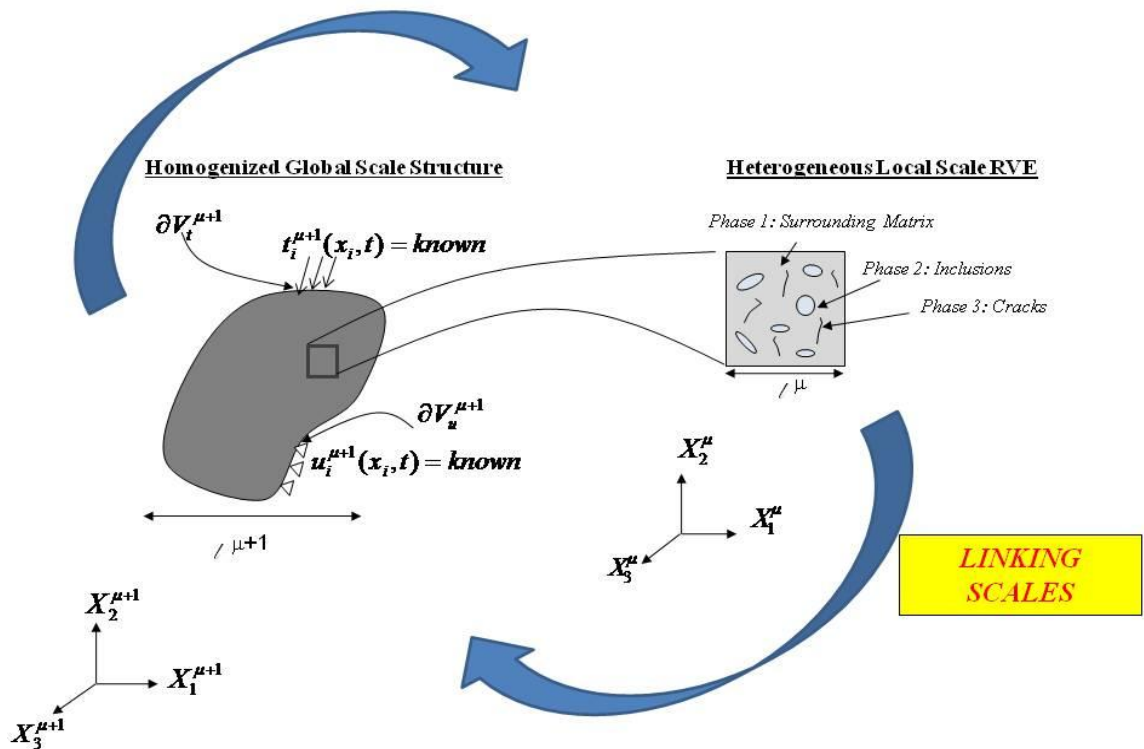 Homogenized Global Scale Structure
Heterogeneous Local Scale RVE
∂V_t^{μ+1}
t_i^{μ+1}(x_i, t) = known
Phase 1: Surrounding Matrix
Phase 2: Inclusions
Phase 3: Cracks
l μ
∂V_u^{μ+1}
u_i^{μ+1}(x_i, t) = known
l μ+1
X_2^μ
X_1^μ
X_3^μ
LINKING
SCALES
X_2^{μ+1}
X_1^{μ+1}
X_3^{μ+1}